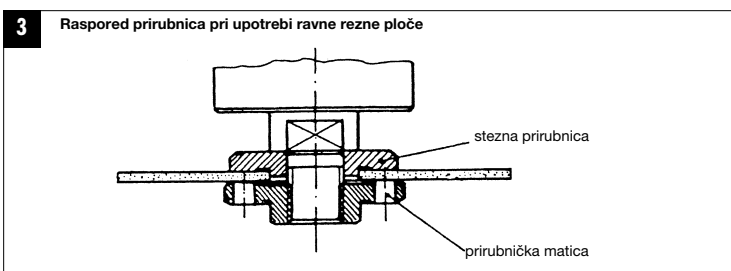 3
Raspored prirubnica pri upotrebi ravne rezne ploče
stezna prirubnica
prirubnička matica